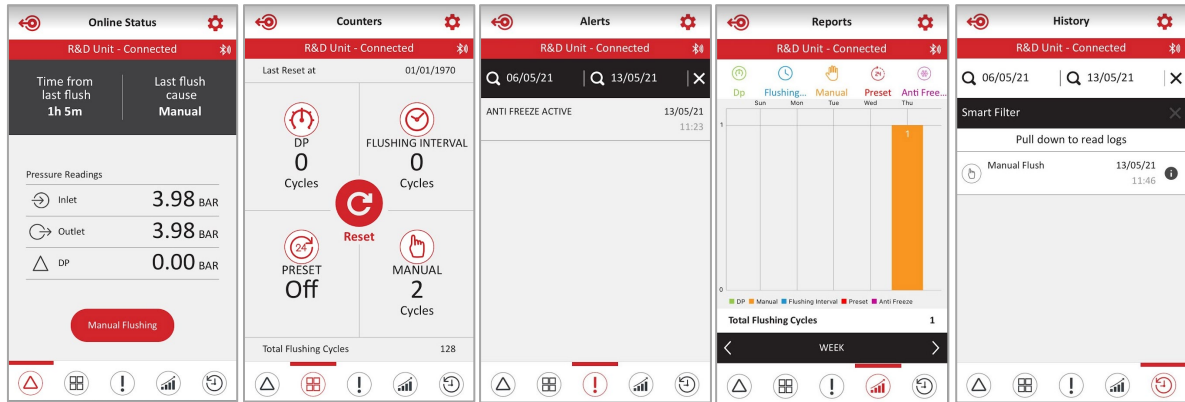 Online Status
R&D Unit - Connected
Time from
last flush
1h 5m
Last flush
cause
Manual
Pressure Readings
Inlet 3.98 BAR
Outlet 3.98 BAR
DP 0.00 BAR
Manual Flushing
Counters
R&D Unit - Connected
Last Reset at 01/01/1970
DP
0
Cycles
FLUSHING INTERVAL
0
Cycles
Reset
24
PRESET
Off
MANUAL
2
Cycles
Total Flushing Cycles 128
Alerts
R&D Unit - Connected
06/05/21 13/05/21
ANTI FREEZE ACTIVE 13/05/21
11:23
Reports
R&D Unit - Connected
24
Dp Flushing... Manual Preset Anti Free...
Sun Mon Tue Wed Thu
1
1
0
DP Manual Flushing Interval Preset Anti Freeze
Total Flushing Cycles 1
WEEK
History
R&D Unit - Connected
06/05/21 13/05/21
Smart Filter
Pull down to read logs
Manual Flush 13/05/21
11:46